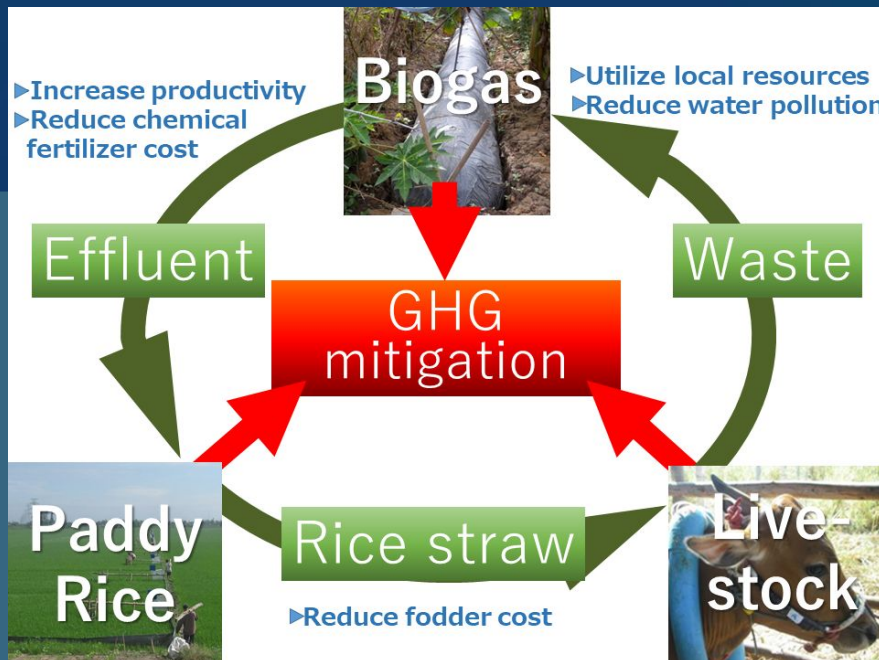 Biogas
▶Increase productivity
▶Reduce chemical
fertilizer cost
▶Utilize local resources
▶Reduce water pollution
Effluent
Waste
GHG
mitigation
Paddy
Rice
Rice straw
▶Reduce fodder cost
Live-
stock